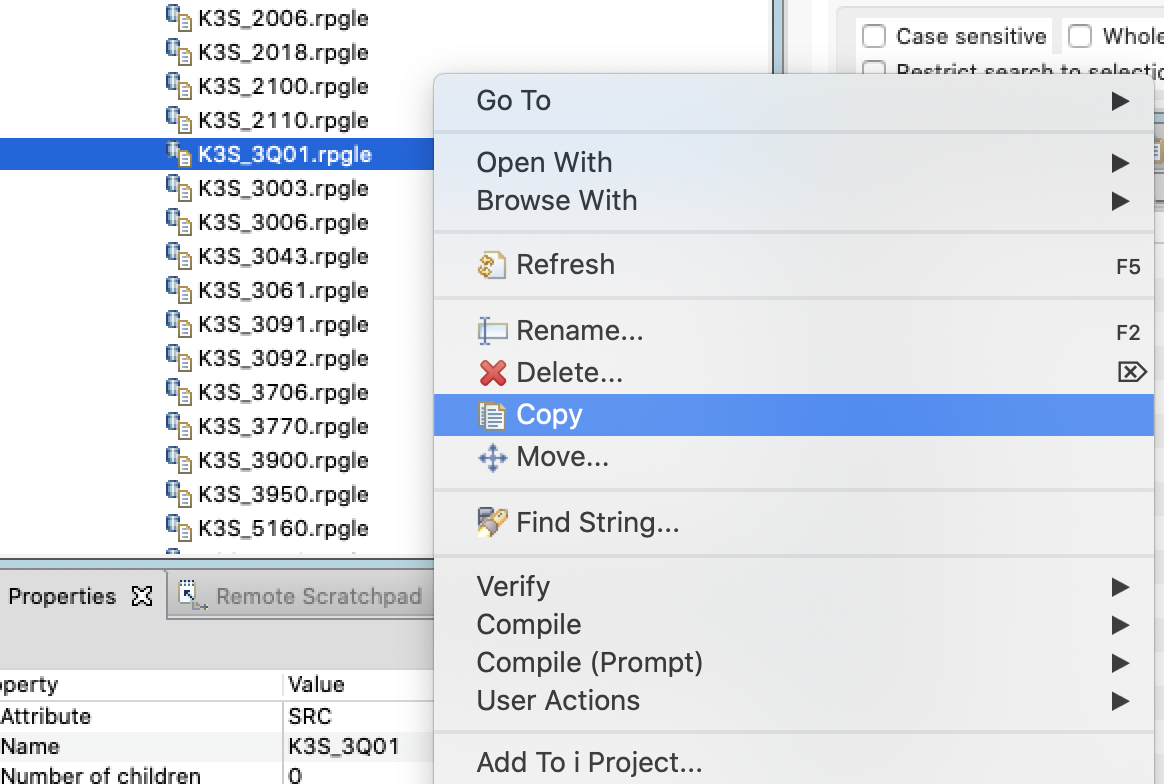 K3S_2006.rpgle
K3S_2018.rpgle
K3S_2100.rpgle
K3S_2110.rpgle
K3S_3Q01.rpgle
K3S_3003.rpgle
K3S_3006.rpgle
K3S_3043.rpgle
K3S_3061.rpgle
K3S_3091.rpgle
K3S_3092.rpgle
K3S_3706.rpgle
K3S_3770.rpgle
K3S_3900.rpgle
K3S_3950.rpgle
K3S_5160.rpgle
Case sensitive Whole
Restrict search to selectio
Go To
Open With
Browse With
Refresh F5
Rename... F2
Delete...
Copy
Move...
Find String...
Verify
Compile
Compile (Prompt)
User Actions
Add To i Project...
Properties Remote Scratchpad
perty Value
Attribute SRC
Name K3S_3Q01
Number of children 0